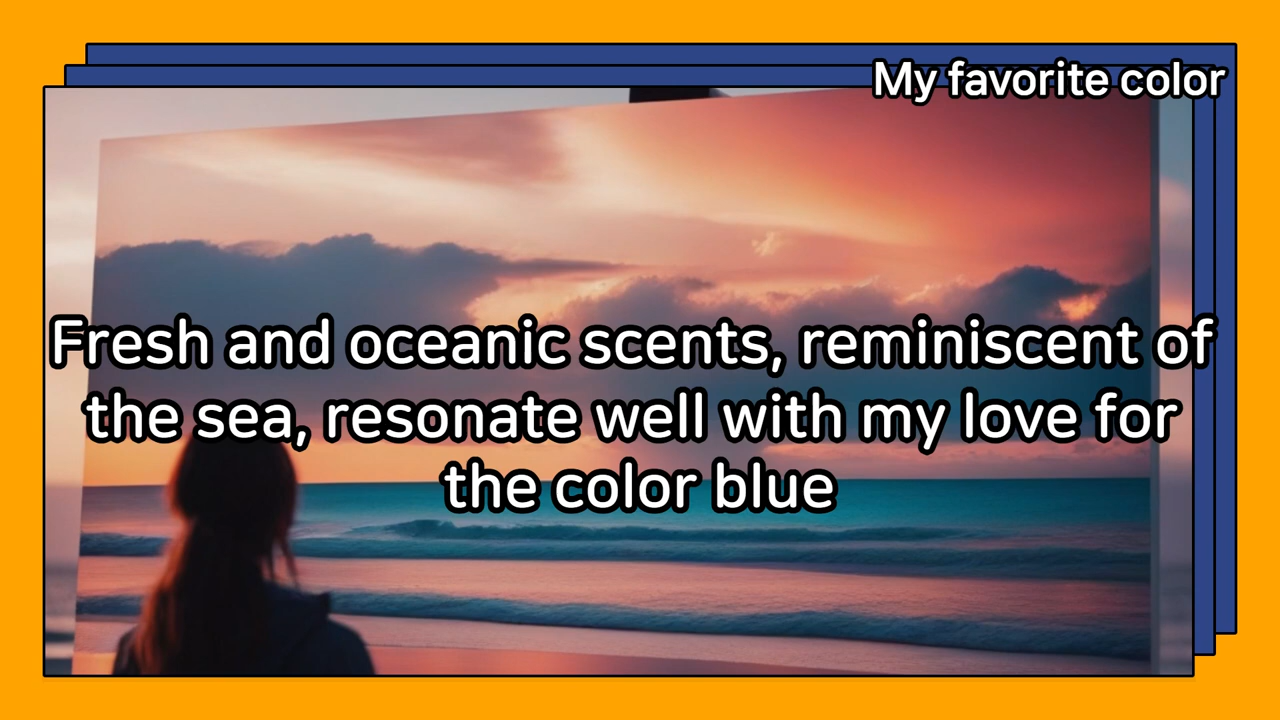 My favorite color
Fresh and oceanic scents, reminiscent of
the sea, resonate well with my love for
the color blue